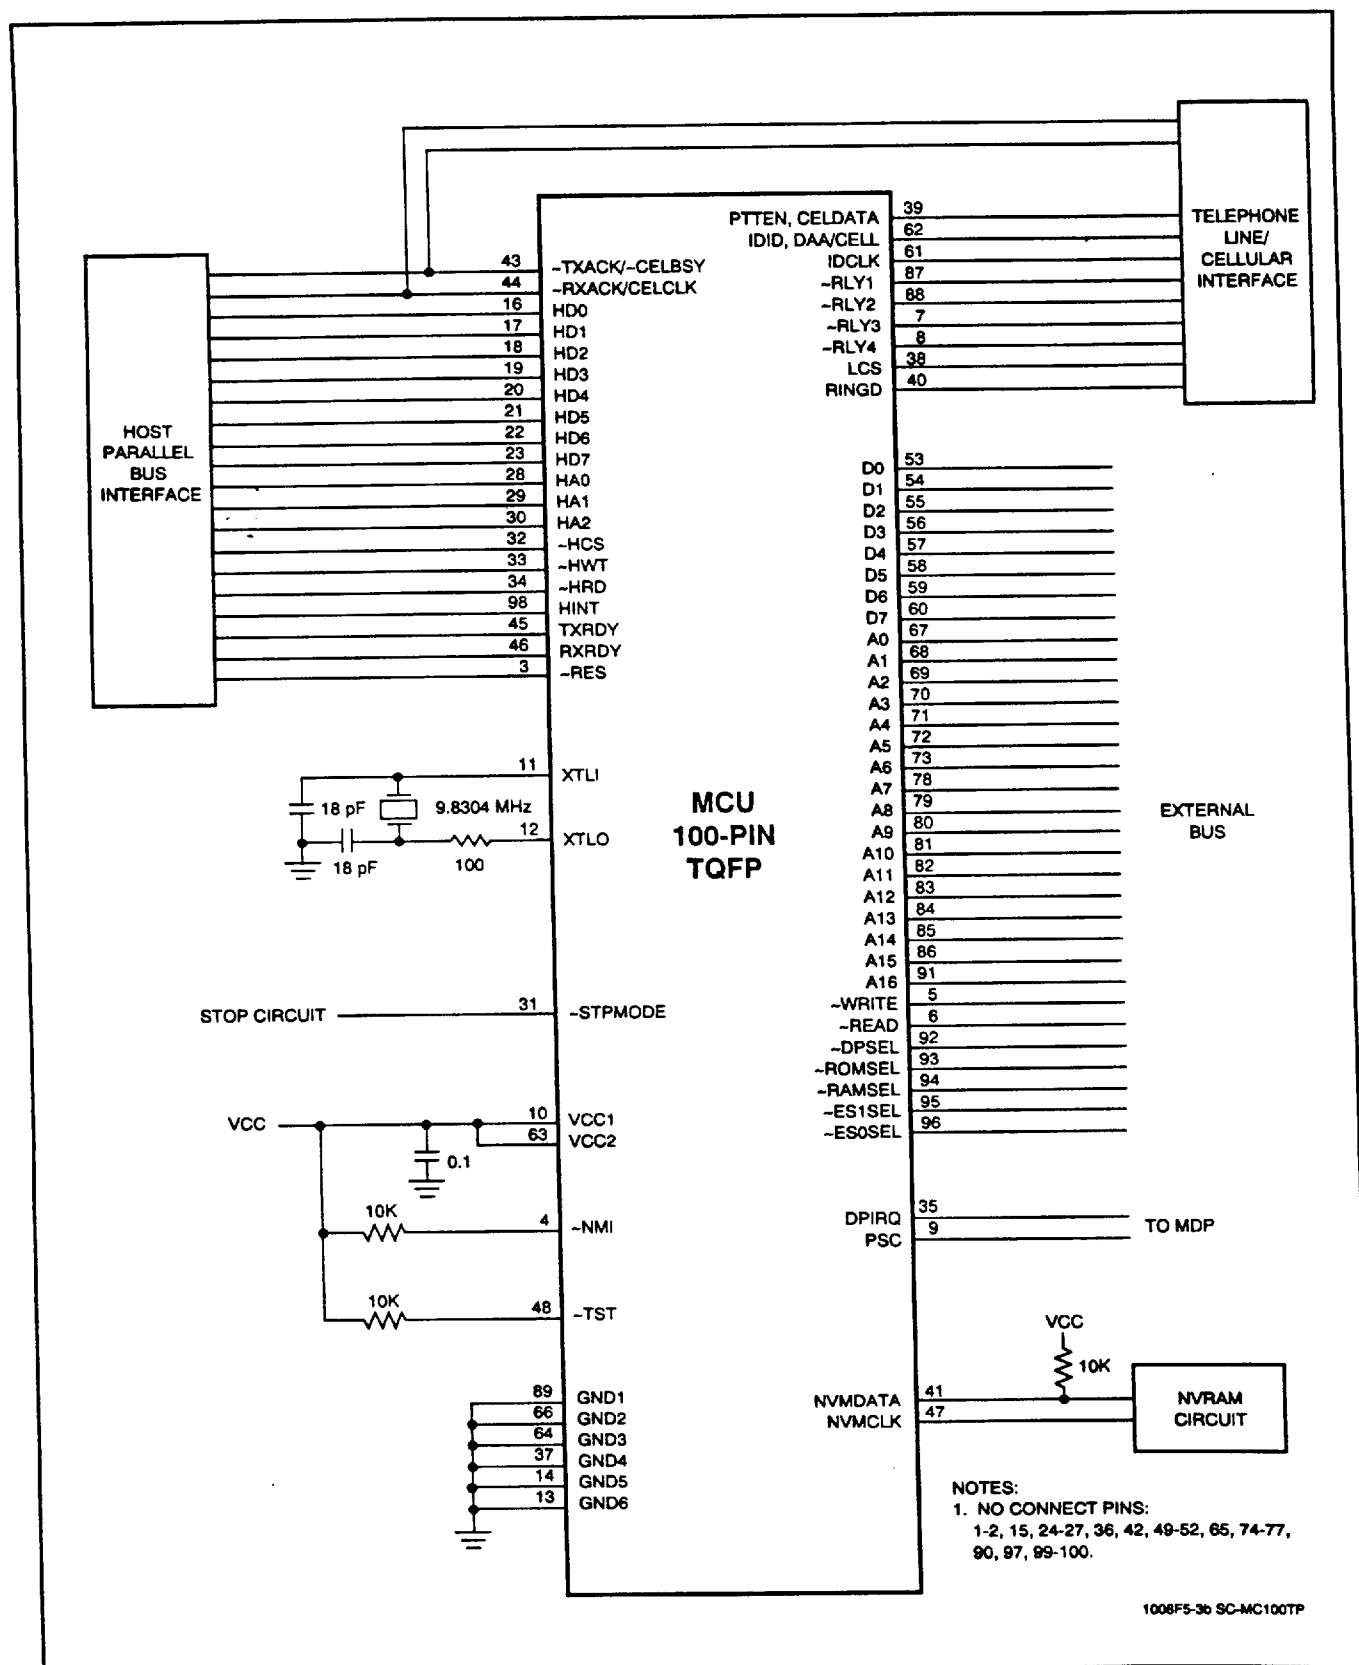 PTTEN, CELDATA 39
IDID, DAA/CELL 62
IDCLK 61
~RLY1 87
~RLY2 88
~RLY3 7
~RLY4 8
LCS 38
RINGD 40
TELEPHONE
LINE/
CELLULAR
INTERFACE
HOST
PARALLEL
BUS
INTERFACE
43 ~TXACK/~CELBSY
44 ~RXACK/CELCLK
16 HD0
17 HD1
18 HD2
19 HD3
20 HD4
21 HD5
22 HD6
23 HD7
28 HA0
29 HA1
30 HA2
32 ~HCS
33 ~HWT
34 ~HRD
98 HINT
45 TXRDY
46 RXRDY
3 ~RES
D0 53
D1 54
D2 55
D3 56
D4 57
D5 58
D6 59
D7 60
A0 67
A1 68
A2 69
A3 70
A4 71
A5 72
A6 73
A7 78
A8 79
A9 80
A10 81
A11 82
A12 83
A13 84
A14 85
A15 86
A16 91
~WRITE 5
~READ 6
~DPSEL 92
~ROMSEL 93
~RAMSEL 94
~ES1SEL 95
~ES0SEL 96
EXTERNAL
BUS
11 XTLI
18 pF 9.8304 MHz
12 XTLO
18 pF 100
MCU
100-PIN
TQFP
STOP CIRCUIT 31 ~STPMODE
VCC 10 VCC1
63 VCC2
0.1
10K 4 ~NMI
10K 48 ~TST
DPIRQ 35
PSC 9
TO MDP
89 GND1
66 GND2
64 GND3
37 GND4
14 GND5
13 GND6
VCC
10K
NVMDATA 41
NVMCLK 47
NVRAM
CIRCUIT
NOTES:
1. NO CONNECT PINS:
1-2, 15, 24-27, 36, 42, 49-52, 65, 74-77,
90, 97, 99-100.
1008F5-3b SC-MC100TP